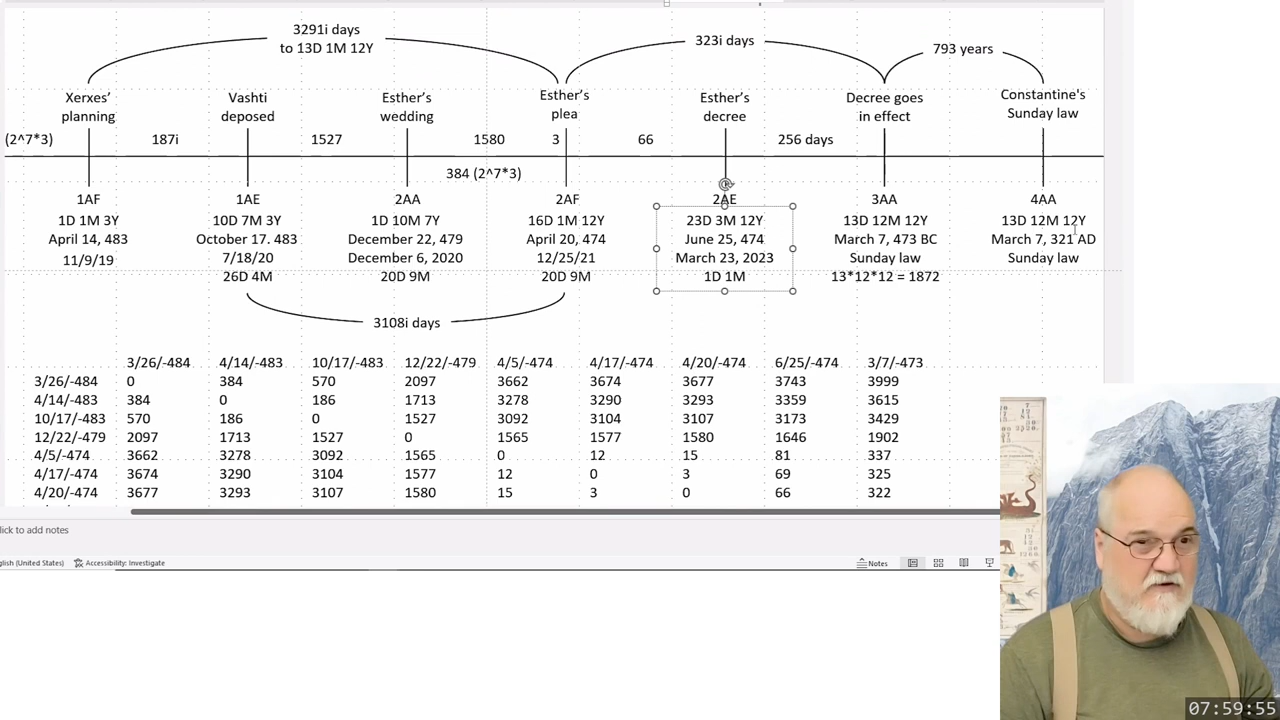 3291i days
to 13D 1M 12Y
323i days
793 years
Xerxes’
planning
Vashti
deposed
Esther’s
wedding
Esther’s
plea
Esther’s
decree
Decree goes
in effect
Constantine's
Sunday law
(2^7*3) 187i 1527 1580 3 66 256 days
384 (2^7*3)
1AF
1D 1M 3Y
April 14, 483
11/9/19
1AE
10D 7M 3Y
October 17. 483
7/18/20
26D 4M
2AA
1D 10M 7Y
December 22, 479
December 6, 2020
20D 9M
2AF
16D 1M 12Y
April 20, 474
12/25/21
20D 9M
2AE
23D 3M 12Y
June 25, 474
March 23, 2023
1D 1M
3AA
13D 12M 12Y
March 7, 473 BC
Sunday law
13*12*12 = 1872
4AA
13D 12M 12Y
March 7, 321 AD
Sunday law
3108i days
3/26/-484 4/14/-483 10/17/-483 12/22/-479 4/5/-474 4/17/-474 4/20/-474 6/25/-474 3/7/-473
3/26/-484 0 384 570 2097 3662 3674 3677 3743 3999
4/14/-483 384 0 186 1713 3278 3290 3293 3359 3615
10/17/-483 570 186 0 1527 3092 3104 3107 3173 3429
12/22/-479 2097 1713 1527 0 1565 1577 1580 1646 1902
4/5/-474 3662 3278 3092 1565 0 12 15 81 337
4/17/-474 3674 3290 3104 1577 12 0 3 69 325
4/20/-474 3677 3293 3107 1580 15 3 0 66 322
lick to add notes
glish (United States) Accessibility: Investigate Notes
07:59:55